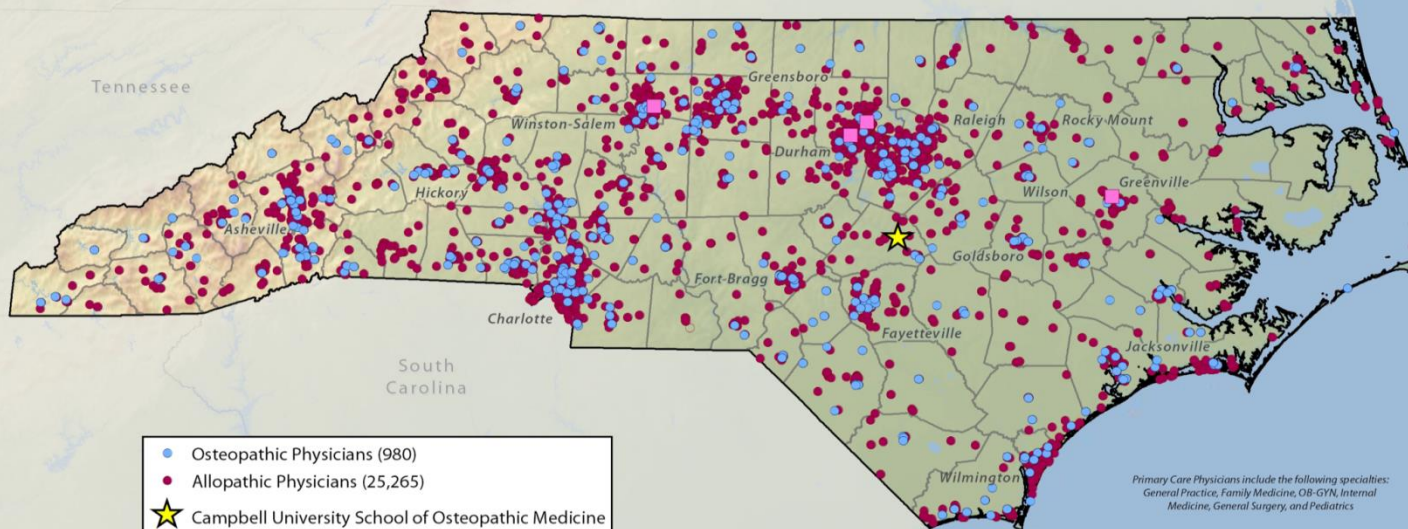 Tennessee
Greensboro
Winston-Salem
Raleigh
Rocky Mount
Durham
Hickory
Wilson
Greenville
Asheville
Goldsboro
Fort-Bragg
Charlotte
Fayetteville
Jacksonville
South
Carolina
Wilmington
Osteopathic Physicians (980)
Allopathic Physicians (25,265)
Campbell University School of Osteopathic Medicine
Primary Care Physicians include the following specialties:
General Practice, Family Medicine, OB-GYN, Internal
Medicine, General Surgery, and Pediatrics